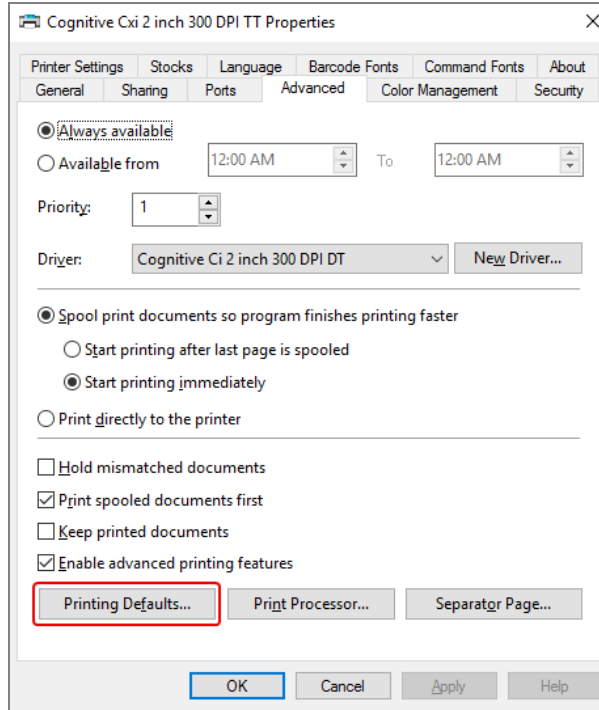 Cognitive Cxi 2 inch 300 DPI TT Properties
Printer Settings Stocks Language Barcode Fonts Command Fonts About
General Sharing Ports Advanced Color Management Security
Always available
Available from 12:00 AM To 12:00 AM
Priority: 1
Driver: Cognitive Ci 2 inch 300 DPI DT New Driver...
Spool print documents so program finishes printing faster
Start printing after last page is spooled
Start printing immediately
Print directly to the printer
Hold mismatched documents
Print spooled documents first
Keep printed documents
Enable advanced printing features
Printing Defaults... Print Processor... Separator Page...
OK Cancel Apply Help